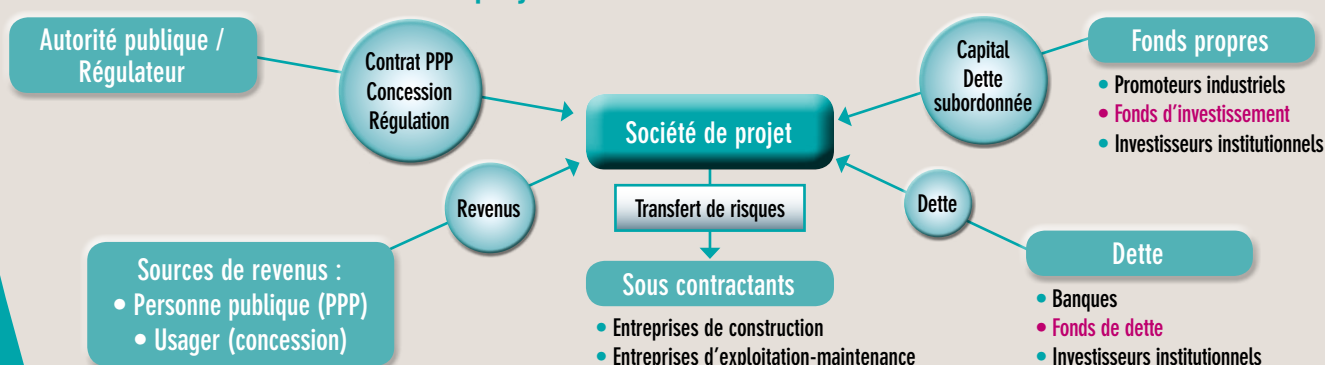 Autorité publique /
Régulateur
Contrat PPP
Concession
Régulation
Société de projet
Capital
Dette
subordonnée
Fonds propres
• Promoteurs industriels
• Fonds d'investissement
• Investisseurs institutionnels
Revenus
Transfert de risques
Dette
Sources de revenus :
• Personne publique (PPP)
• Usager (concession)
Sous contractants
• Entreprises de construction
• Entreprises d'exploitation-maintenance
Dette
• Banques
• Fonds de dette
• Investisseurs institutionnels